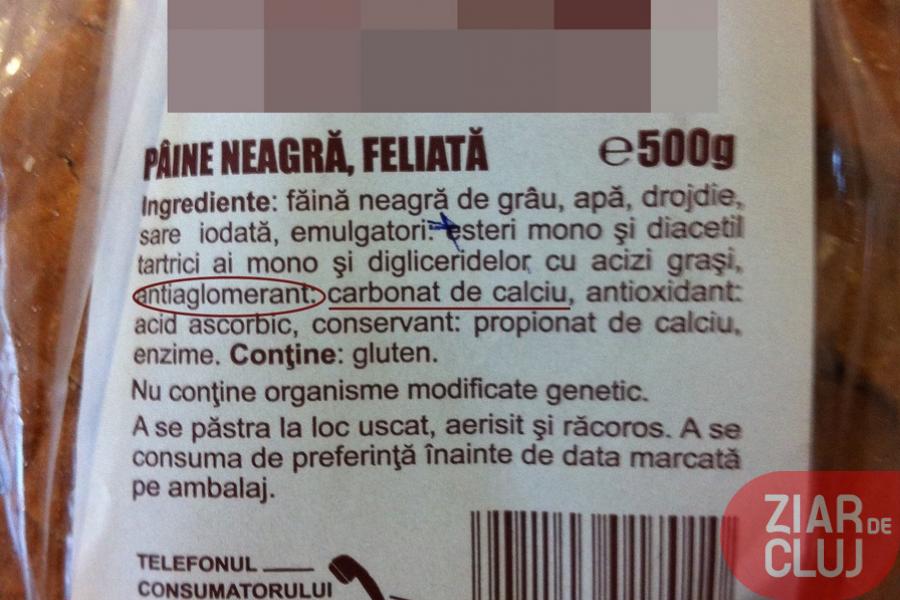 PÂINE NEAGRĂ, FELIATĂ e500g
Ingrediente: făină neagră de grâu, apă, drojdie,
sare iodată, emulgatori: esteri mono şi diacetil
tartrici ai mono şi digliceridelor cu acizi graşi,
antiaglomerant: carbonat de calciu, antioxidant:
acid ascorbic, conservant: propionat de calciu,
enzime. Conţine: gluten.
Nu conţine organisme modificate genetic.
A se păstra la loc uscat, aerisit şi răcoros. A se
consuma de preferinţă înainte de data marcată
pe ambalaj.
TELEFONUL
CONSUMATORULUI
ZIAR DE
CLUJ